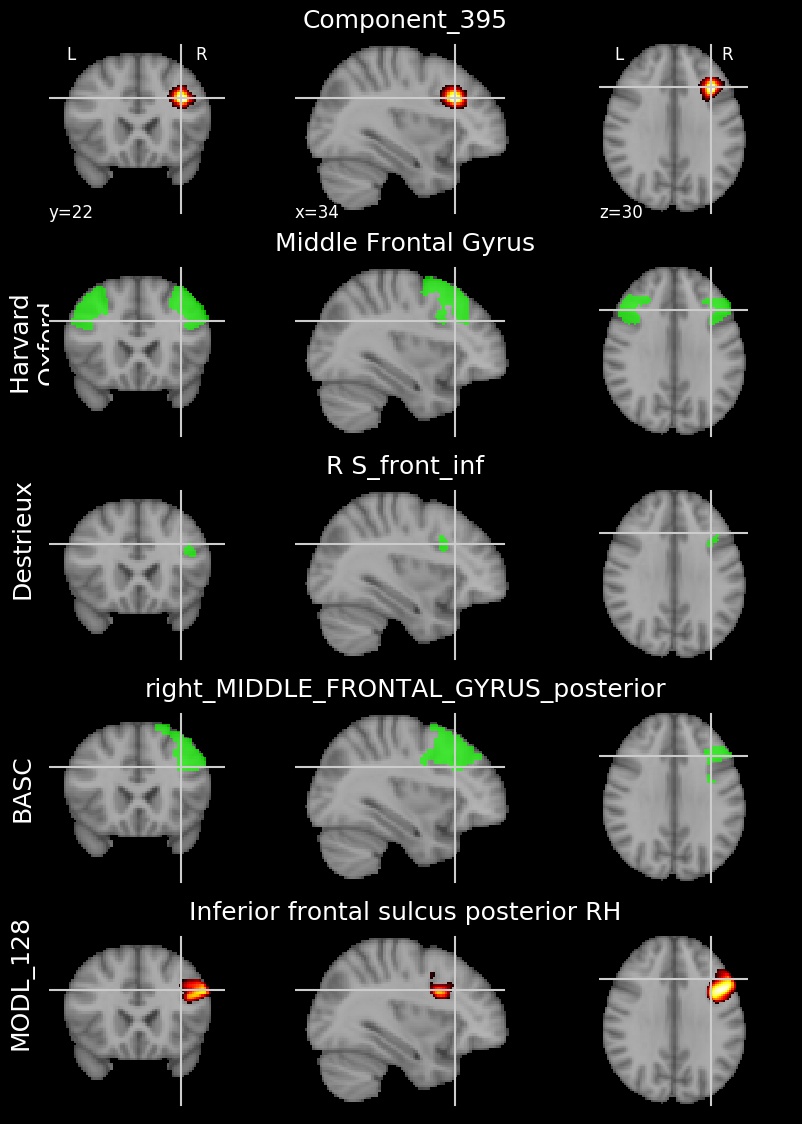 Component_395
L R L R
y=22 x=34 z=30
Middle Frontal Gyrus
Harvard
Oxford
R S_front_inf
Destrieux
right_MIDDLE_FRONTAL_GYRUS_posterior
BASC
Inferior frontal sulcus posterior RH
MODL_128